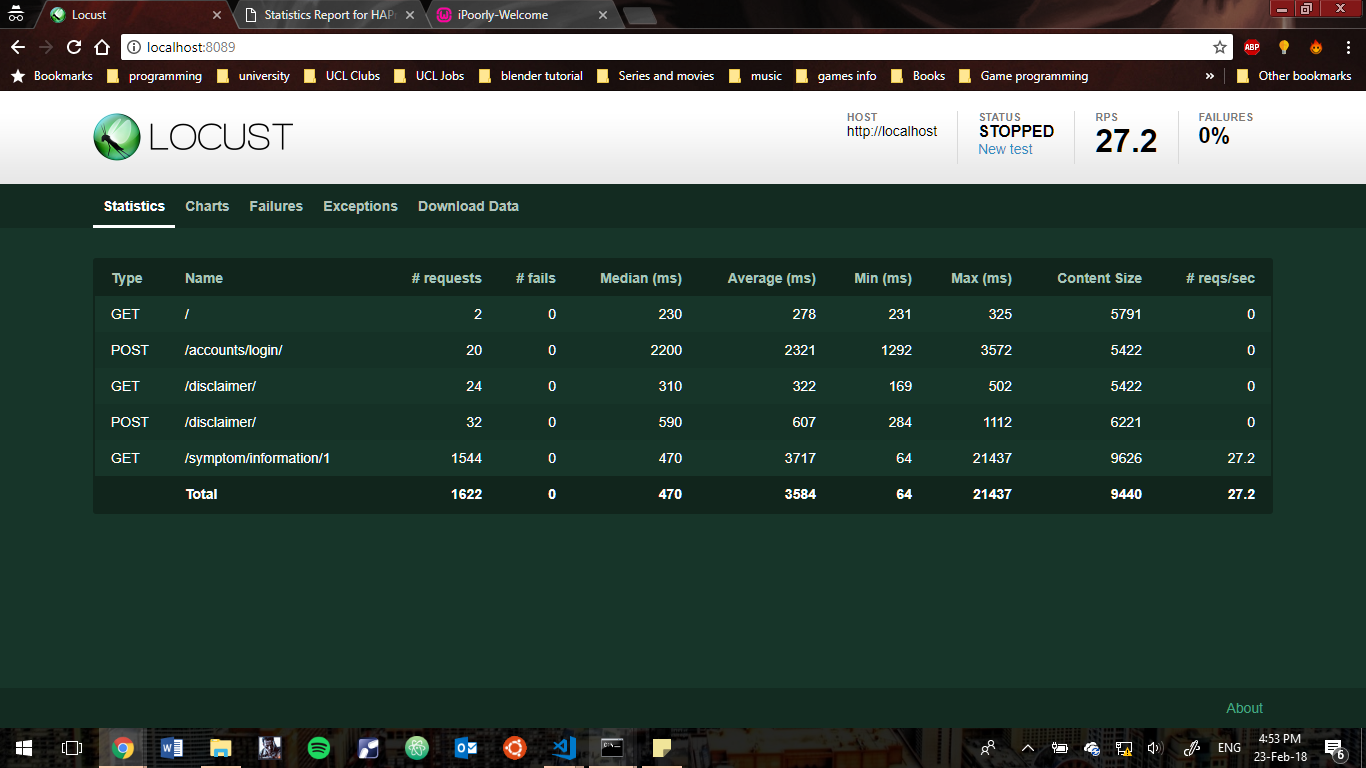 Locust
Statistics Report for HAP
iPoorly-Welcome
localhost:8089
ABP
Bookmarks programming university UCL Clubs UCL Jobs blender tutorial Series and movies music games info Books Game programming » Other bookmarks
LOCUST
HOST
http://localhost
STATUS
STOPPED
New test
RPS
27.2
FAILURES
0%
Statistics Charts Failures Exceptions Download Data
Type Name # requests # fails Median (ms) Average (ms) Min (ms) Max (ms) Content Size # reqs/sec
GET / 2 0 230 278 231 325 5791 0
POST /accounts/login/ 20 0 2200 2321 1292 3572 5422 0
GET /disclaimer/ 24 0 310 322 169 502 5422 0
POST /disclaimer/ 32 0 590 607 284 1112 6221 0
GET /symptom/information/1 1544 0 470 3717 64 21437 9626 27.2
Total 1622 0 470 3584 64 21437 9440 27.2
About
ENG
4:53 PM
23-Feb-18
6